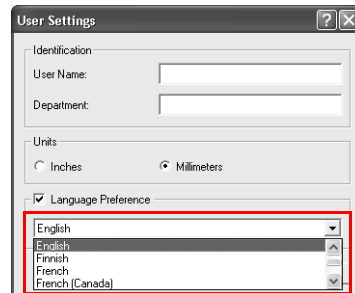 User Settings
Identification
User Name:
Department:
Units
Inches Millimeters
Language Preference
English
English
Finnish
French
French (Canada)